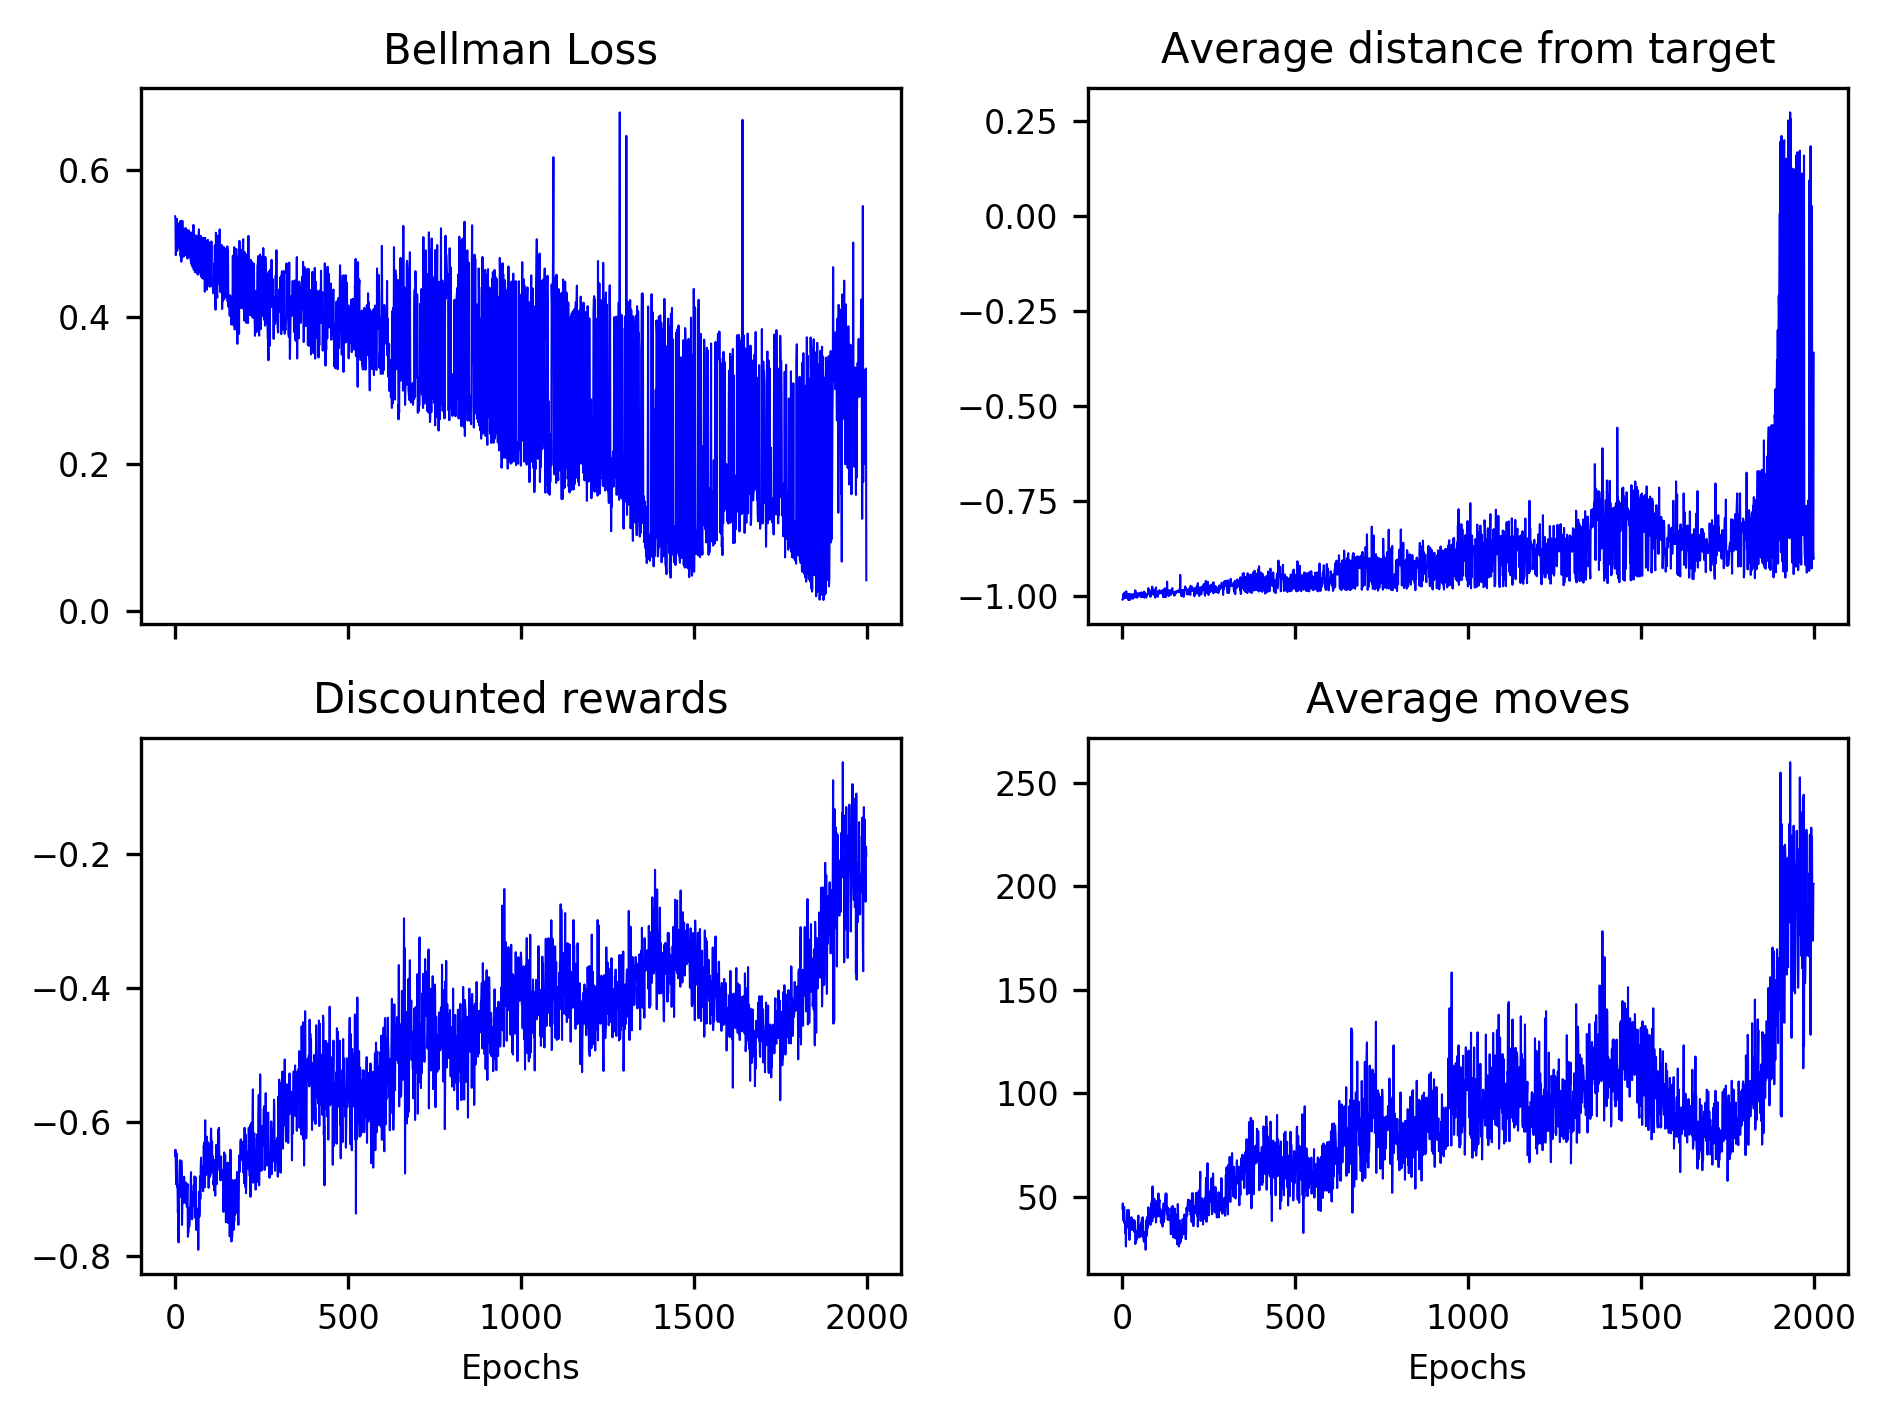 Bellman Loss
0.6
0.4
0.2
0.0
Average distance from target
0.25
0.00
−0.25
−0.50
−0.75
−1.00
Discounted rewards
−0.2
−0.4
−0.6
−0.8
0 500 1000 1500 2000
Epochs
Average moves
250
200
150
100
50
0 500 1000 1500 2000
Epochs